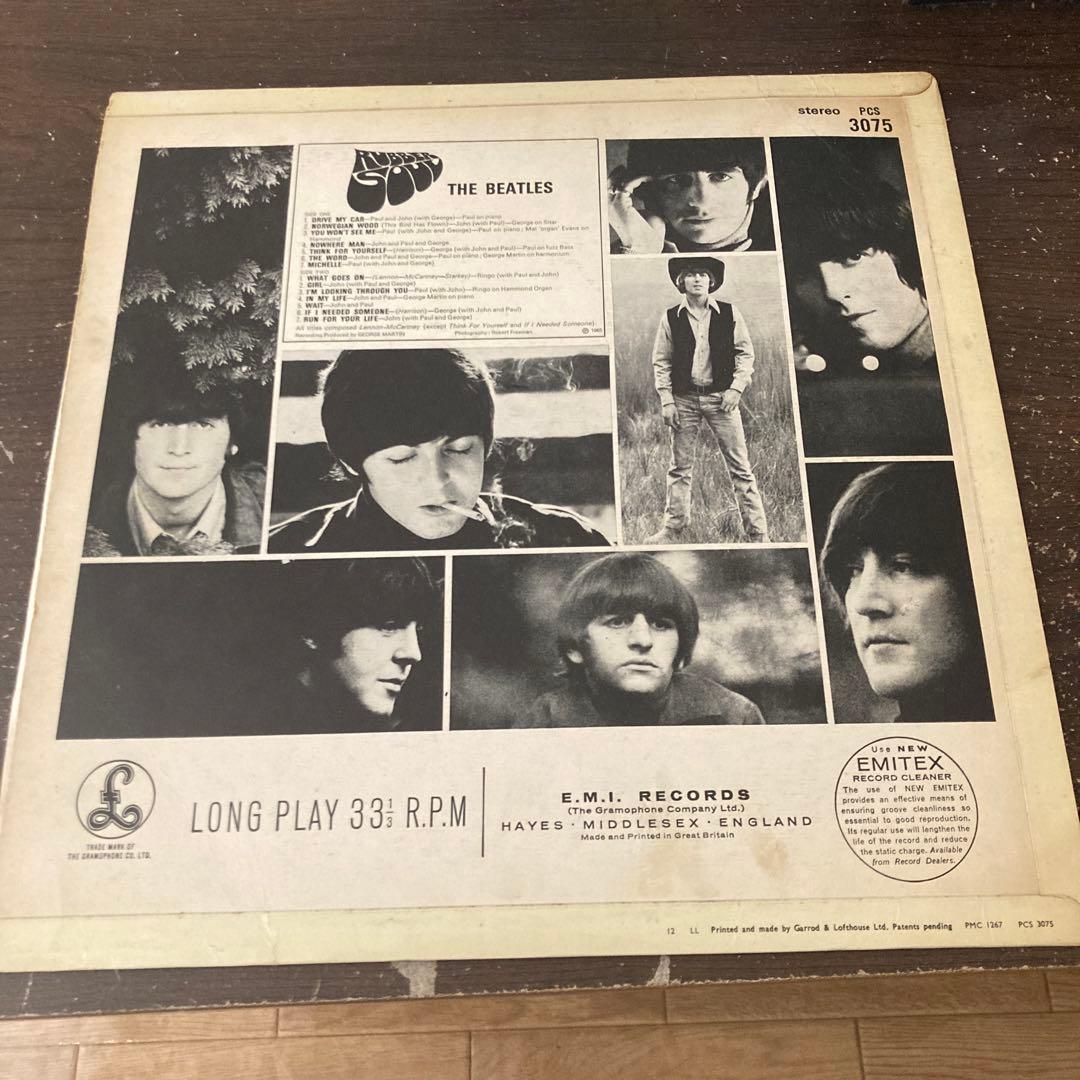 stereo PCS
3075
RUBBER
SOUL
THE BEATLES
SIDE ONE
1. DRIVE MY CAR—Paul and John (with George)—Paul on piano
2. NORWEGIAN WOOD (This Bird Has Flown)—John (with Paul)—George on Sitar
3. YOU WON'T SEE ME—Paul (with John and George)—Paul on piano; Mal 'organ' Evans on
Hammond
4. NOWHERE MAN—John and Paul and George
5. THINK FOR YOURSELF—(Harrison)—George (with John and Paul)—Paul on fuzz Bass
6. THE WORD—John and Paul and George—Paul on piano; George Martin on harmonium
7. MICHELLE—Paul (with John and George)
SIDE TWO
1. WHAT GOES ON—(Lennon—McCartney—Starkey)—Ringo (with Paul and John)
2. GIRL—John (with Paul and George)
3. I'M LOOKING THROUGH YOU—Paul (with John)—Ringo on Hammond Organ
4. IN MY LIFE—John and Paul—George Martin on piano
5. WAIT—John and Paul
6. IF I NEEDED SOMEONE—(Harrison)—George (with John and Paul)
7. RUN FOR YOUR LIFE—John (with Paul and George)
All titles composed Lennon-McCartney (except Think For Yourself and If I Needed Someone).
Recording Produced by GEORGE MARTIN Photography: Robert Freeman ℗ 1965
£
TRADE MARK OF
THE GRAMOPHONE CO. LTD.
LONG PLAY 33⅓ R.P.M
E.M.I. RECORDS
(The Gramophone Company Ltd.)
HAYES · MIDDLESEX · ENGLAND
Made and Printed in Great Britain
Use NEW
EMITEX
RECORD CLEANER
The use of NEW EMITEX
provides an effective means of
ensuring groove cleanliness so
essential to good reproduction.
Its regular use will lengthen the
life of the record and reduce
the static charge. Available
from Record Dealers.
12 LL Printed and made by Garrod & Lofthouse Ltd. Patents pending PMC 1267 PCS 3075